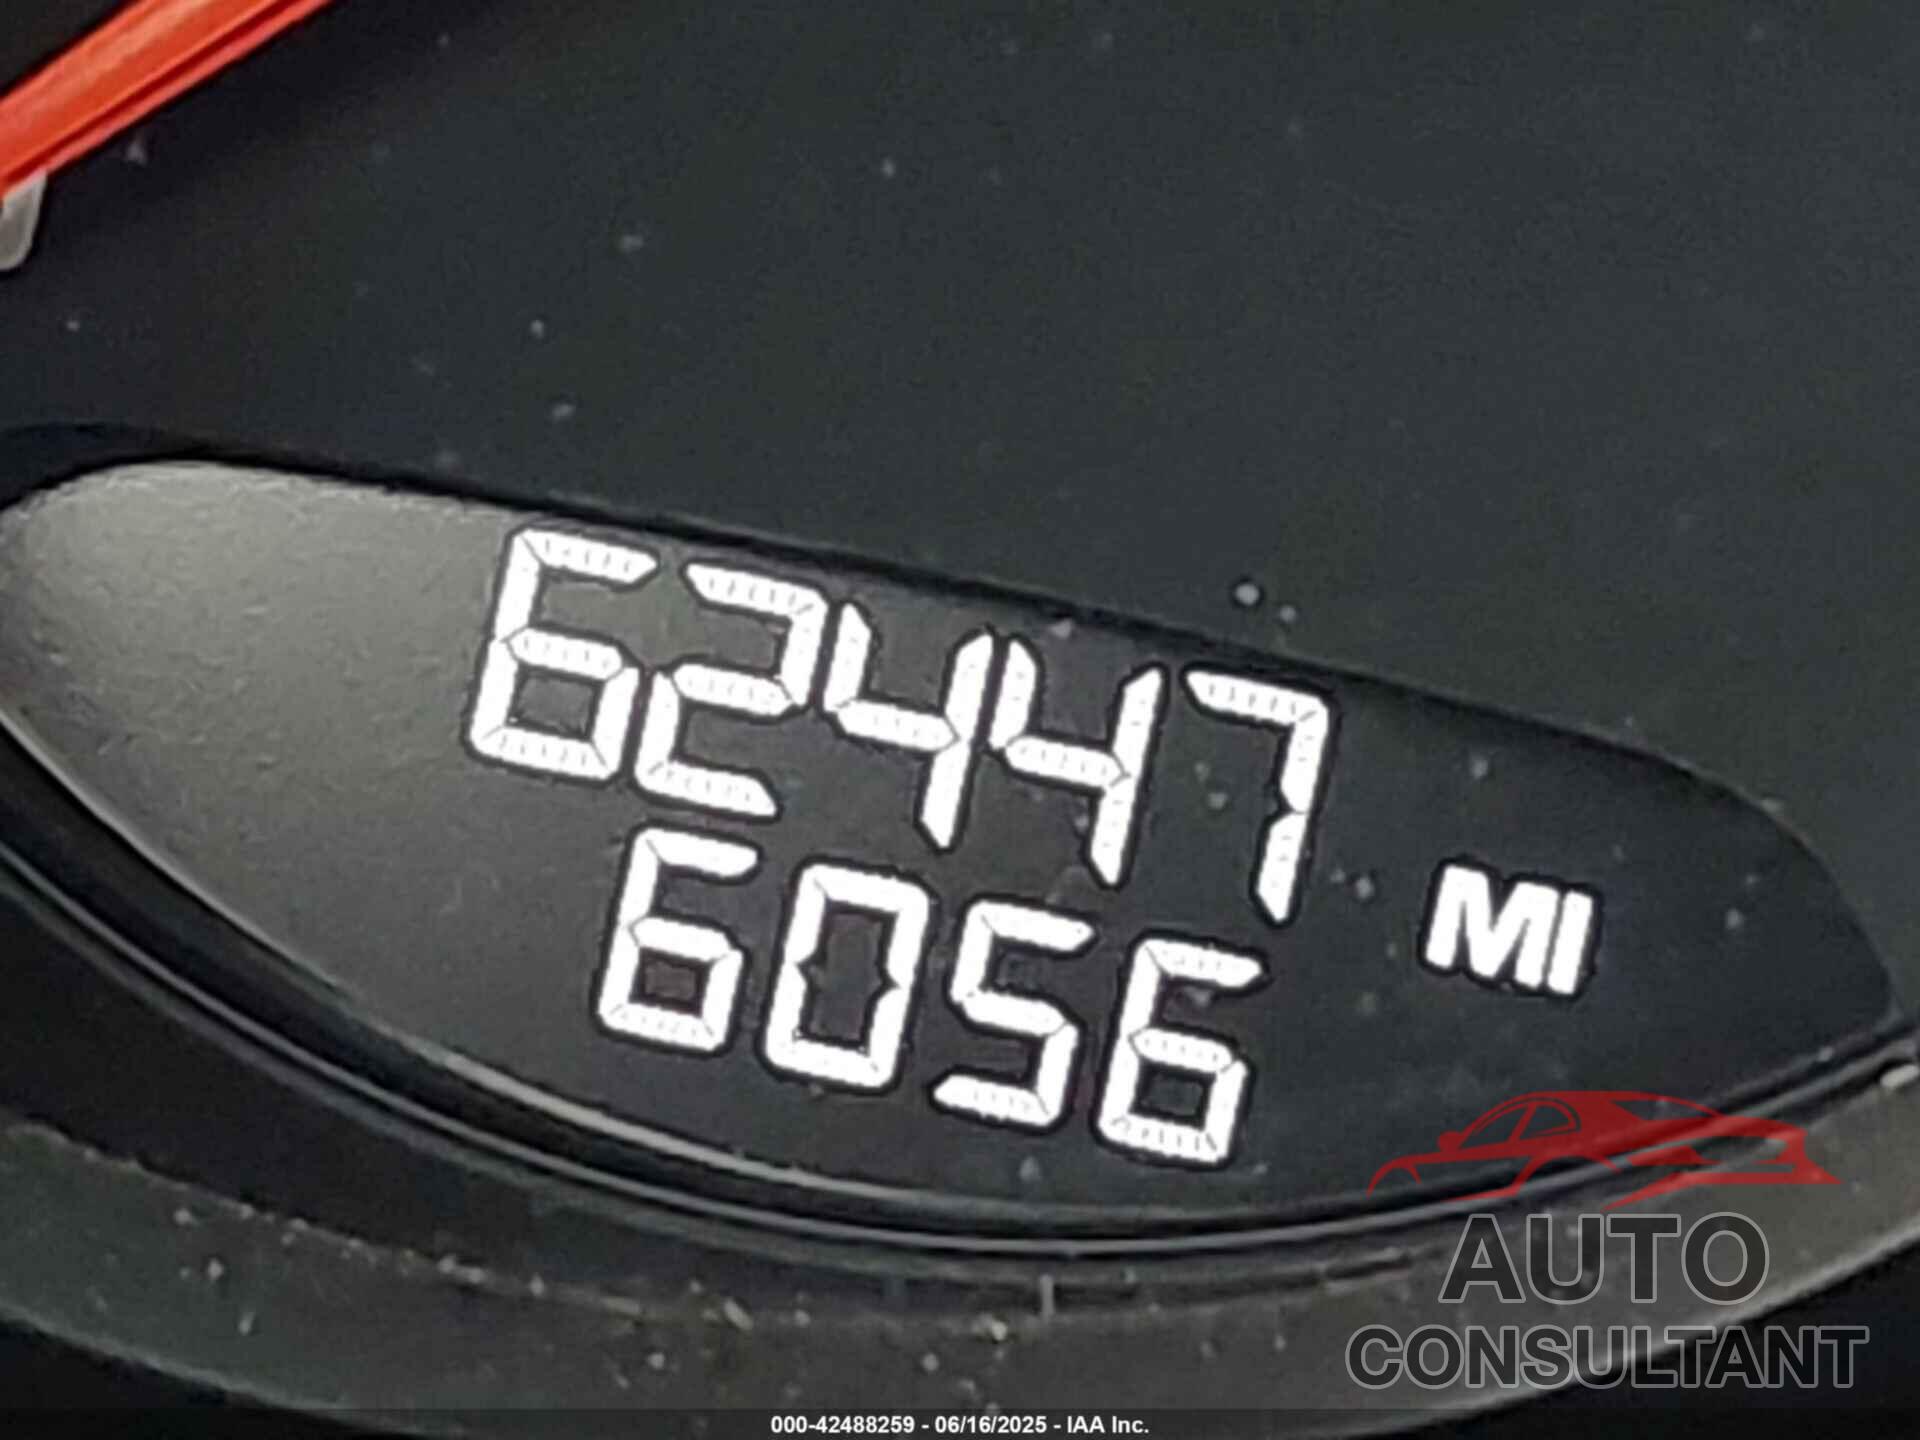 62447
6056 MI
AUTO
CONSULTANT
000-42488259 - 06/16/2025 - IAA Inc.